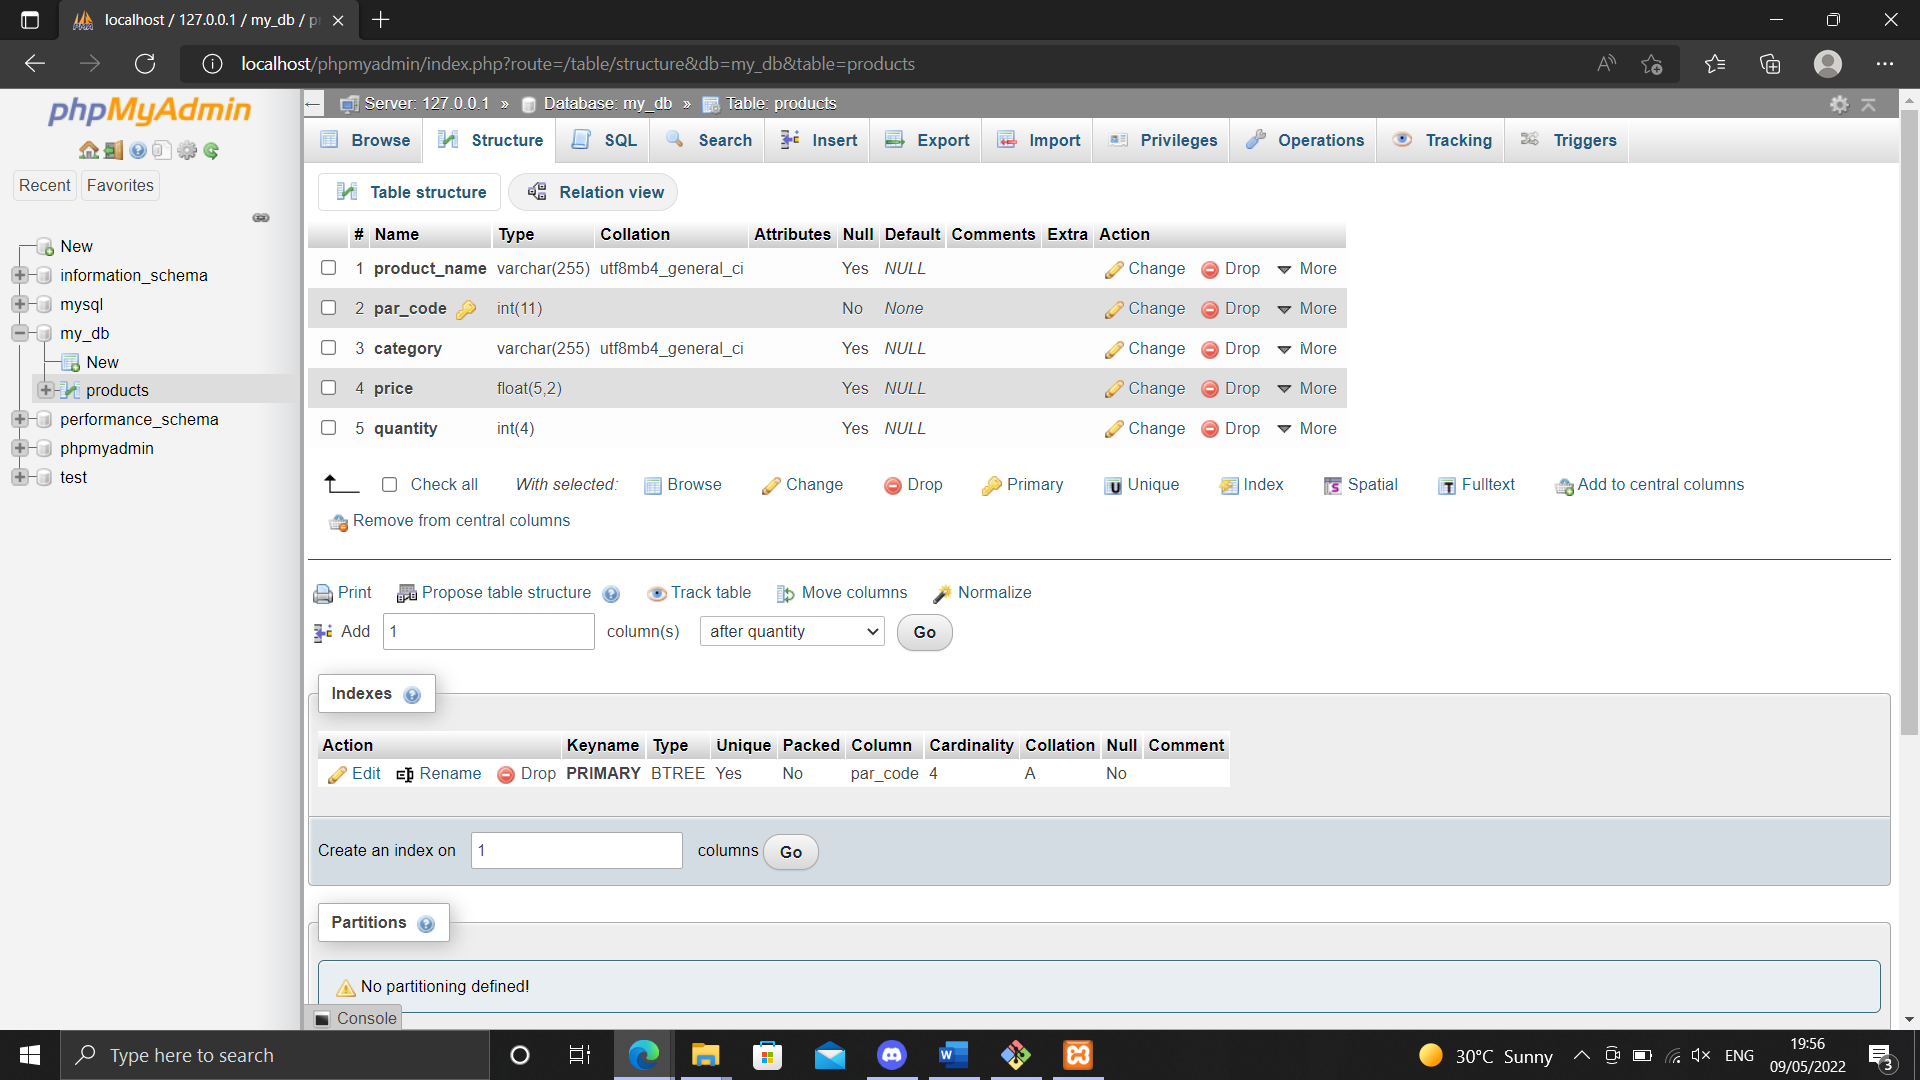 localhost / 127.0.0.1 / my_db / pr
localhost/phpmyadmin/index.php?route=/table/structure&db=my_db&table=products
phpMyAdmin
Recent Favorites
New
information_schema
mysql
my_db
New
products
performance_schema
phpmyadmin
test
Server: 127.0.0.1 » Database: my_db » Table: products
Browse Structure SQL Search Insert Export Import Privileges Operations Tracking Triggers
Table structure Relation view
# Name Type Collation Attributes Null Default Comments Extra Action
1 product_name varchar(255) utf8mb4_general_ci Yes NULL Change Drop More
2 par_code int(11) No None Change Drop More
3 category varchar(255) utf8mb4_general_ci Yes NULL Change Drop More
4 price float(5,2) Yes NULL Change Drop More
5 quantity int(4) Yes NULL Change Drop More
Check all With selected: Browse Change Drop Primary Unique Index Spatial Fulltext Add to central columns
Remove from central columns
Print Propose table structure Track table Move columns Normalize
Add 1 column(s) after quantity Go
Indexes
Action Keyname Type Unique Packed Column Cardinality Collation Null Comment
Edit Rename Drop PRIMARY BTREE Yes No par_code 4 A No
Create an index on 1 columns Go
Partitions
No partitioning defined!
Console
Type here to search
30°C Sunny
ENG
19:56
09/05/2022
3